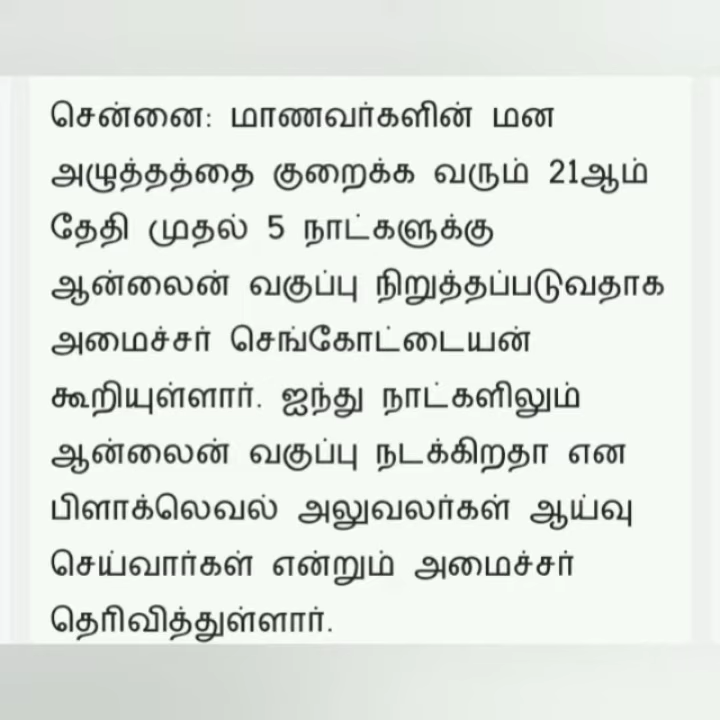 சென்னை: மாணவர்களின் மன
அழுத்தத்தை குறைக்க வரும் 21ஆம்
தேதி முதல் 5 நாட்களுக்கு
ஆன்லைன் வகுப்பு நிறுத்தப்படுவதாக
அமைச்சர் செங்கோட்டையன்
கூறியுள்ளார். ஐந்து நாட்களிலும்
ஆன்லைன் வகுப்பு நடக்கிறதா என
பிளாக்லெவல் அலுவலர்கள் ஆய்வு
செய்வார்கள் என்றும் அமைச்சர்
தெரிவித்துள்ளார்.